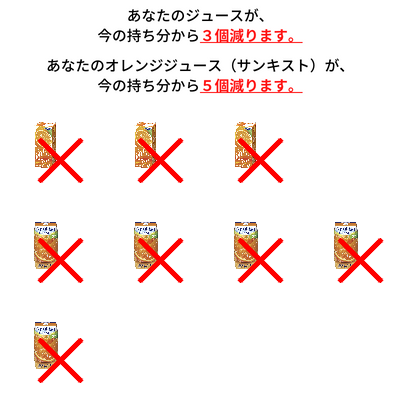 あなたのジュースが、
今の持ち分から３個減ります。
あなたのオレンジジュース（サンキスト）が、
今の持ち分から５個減ります。